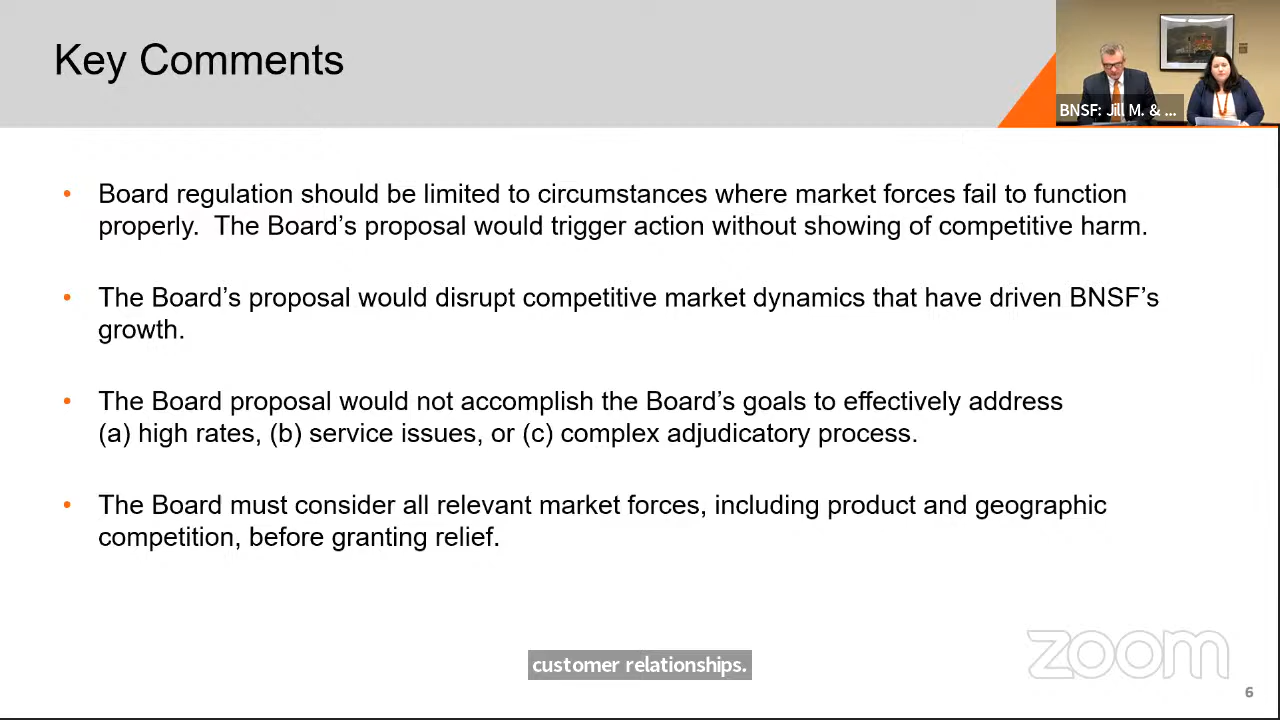 Key Comments
BNSF: Jill M. & ...
• Board regulation should be limited to circumstances where market forces fail to function
properly.  The Board's proposal would trigger action without showing of competitive harm.
• The Board's proposal would disrupt competitive market dynamics that have driven BNSF's
growth.
• The Board proposal would not accomplish the Board's goals to effectively address
(a) high rates, (b) service issues, or (c) complex adjudicatory process.
• The Board must consider all relevant market forces, including product and geographic
competition, before granting relief.
customer relationships.
zoom
6